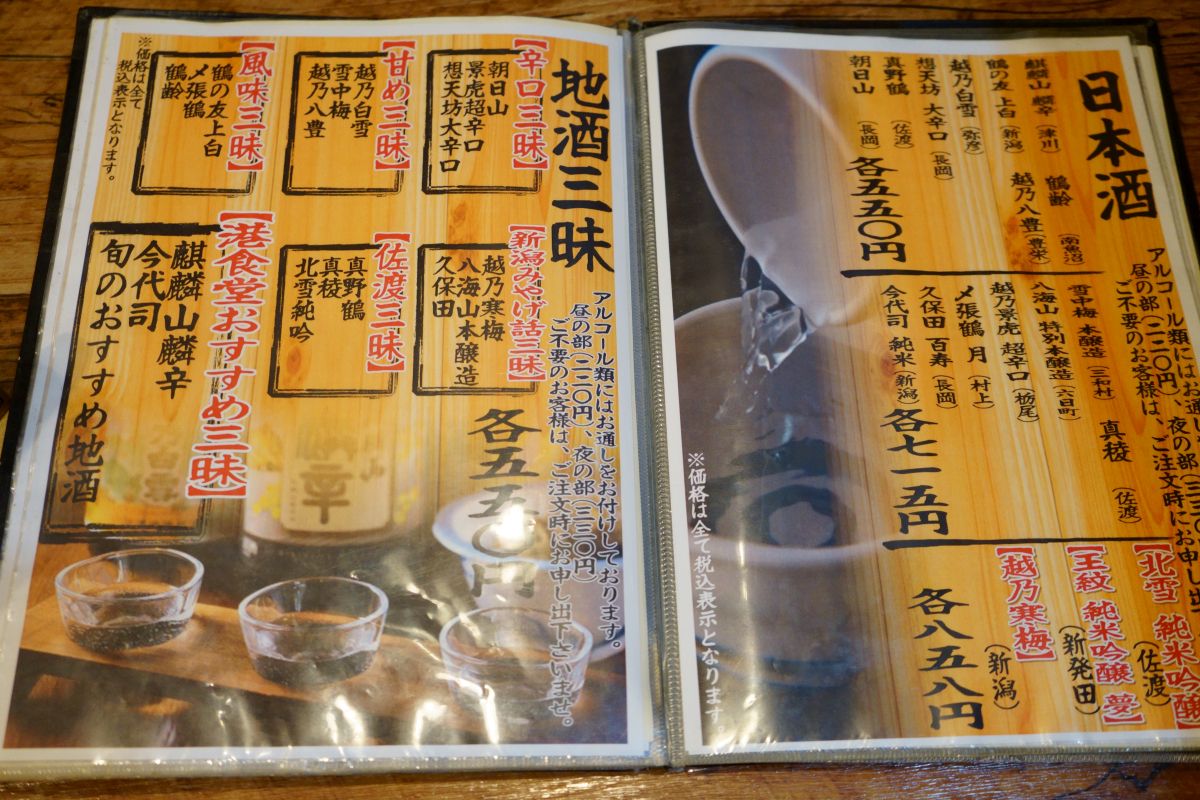 日本酒
アルコール類にはお通しを
昼の部(二二〇円)、夜の部(三三
ご不要のお客様は、ご注文時にお申し出
麒麟山 麟辛(津川)
鶴の友 上白(新潟)
越乃白雪(弥彦)
想天坊 大辛口(長岡)
真野鶴(佐渡)
朝日山(長岡)
鶴齢(南魚沼)
越乃八豊(豊栄)
各五五〇円
雪中梅 本醸造(三和村)
八海山 特別本醸造(六日町)
越乃景虎 超辛口(栃尾)
〆張鶴 月(村上)
久保田 百寿(長岡)
今代司 純米(新潟)
真稜(佐渡)
各七一五円
【北雪 純米吟醸】(佐渡)
【王紋 純米吟醸 夢】(新発田)
【越乃寒梅】(新潟)
各八五八円
※価格は全て税込表示となります。
地酒三昧
アルコール類にはお通しをお付けしております。
昼の部(二二〇円)、夜の部(三三〇円)
ご不要のお客様は、ご注文時にお申し出下さいませ。
【辛口三昧】
朝日山
景虎超辛口
想天坊大辛口
【甘め三昧】
越乃白雪
雪中梅
越乃八豊
【風味三昧】
鶴の友上白
〆張鶴
鶴齢
※価格は全て
税込表示となります。
【新潟みやげ話三昧】
越乃寒梅
八海山本醸造
久保田
【佐渡三昧】
真野鶴
真稜
北雪純吟
【港食堂おすすめ三昧】
麒麟山麟辛
今代司
旬のおすすめ地酒
各五五〇円